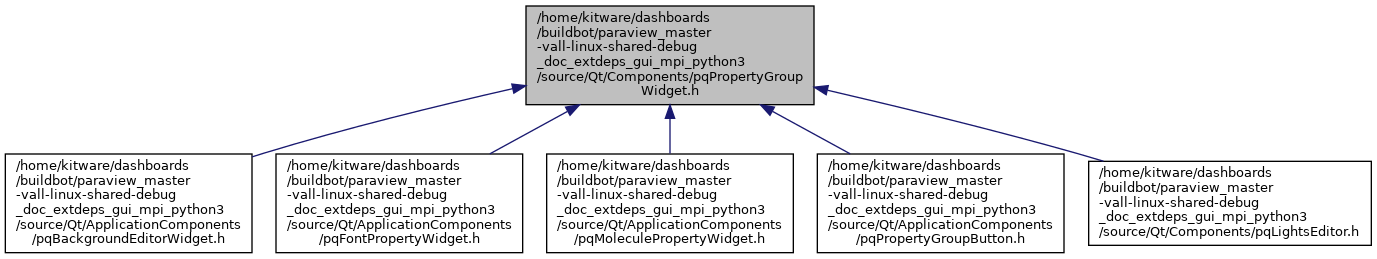 /home/kitware/dashboards
/buildbot/paraview_master
-vall-linux-shared-debug
_doc_extdeps_gui_mpi_python3
/source/Qt/Components/pqPropertyGroup
Widget.h
/home/kitware/dashboards
/buildbot/paraview_master
-vall-linux-shared-debug
_doc_extdeps_gui_mpi_python3
/source/Qt/ApplicationComponents
/pqBackgroundEditorWidget.h
/home/kitware/dashboards
/buildbot/paraview_master
-vall-linux-shared-debug
_doc_extdeps_gui_mpi_python3
/source/Qt/ApplicationComponents
/pqFontPropertyWidget.h
/home/kitware/dashboards
/buildbot/paraview_master
-vall-linux-shared-debug
_doc_extdeps_gui_mpi_python3
/source/Qt/ApplicationComponents
/pqMoleculePropertyWidget.h
/home/kitware/dashboards
/buildbot/paraview_master
-vall-linux-shared-debug
_doc_extdeps_gui_mpi_python3
/source/Qt/ApplicationComponents
/pqPropertyGroupButton.h
/home/kitware/dashboards
/buildbot/paraview_master
-vall-linux-shared-debug
_doc_extdeps_gui_mpi_python3
/source/Qt/Components/pqLightsEditor.h